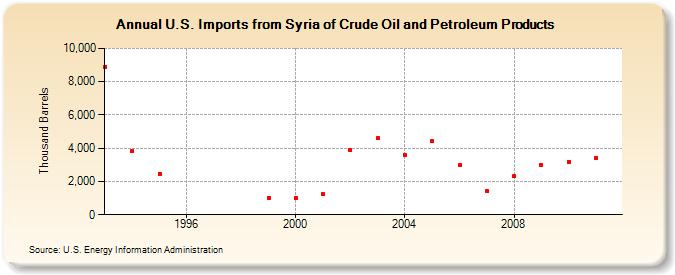 Annual U.S. Imports from Syria of Crude Oil and Petroleum Products
Thousand Barrels
10,000
8,000
6,000
4,000
2,000
0
1996 2000 2004 2008
Source: U.S. Energy Information Administration